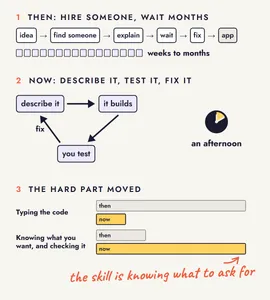 1 THEN: HIRE SOMEONE, WAIT MONTHS
idea → find someone → explain → wait → fix → app
weeks to months
2 NOW: DESCRIBE IT, TEST IT, FIX IT
describe it
it builds
fix
you test
an afternoon
3 THE HARD PART MOVED
Typing the code
then
now
Knowing what you
want, and checking it
then
now
the skill is knowing what to ask for